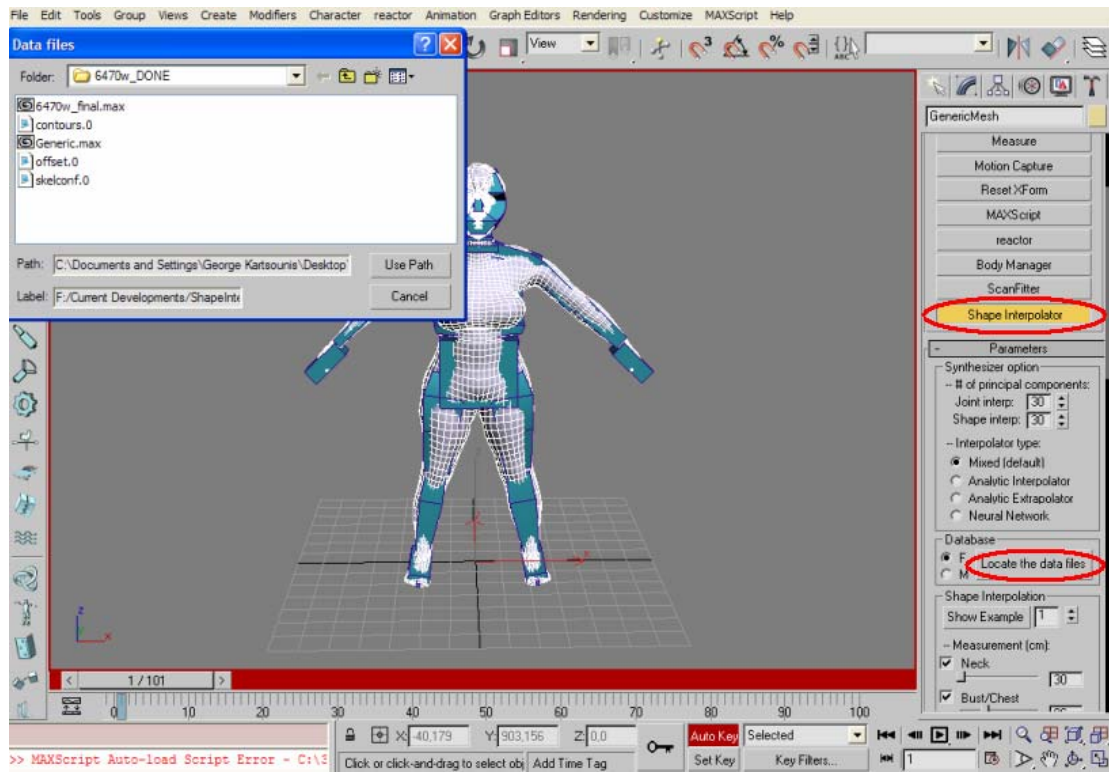 File Edit Tools Group Views Create Modifiers Character reactor Animation Graph Editors Rendering Customize MAXScript Help
Data files
Folder: 6470w_DONE
6470w_final.max
contours.0
Generic.max
offset.0
skelconf.0
Path: C:\Documents and Settings\George Kartsounis\Desktop
Use Path
Label: F:/Current Developments/ShapeInte
Cancel
View
ABC
GenericMesh
Measure
Motion Capture
Reset XForm
MAXScript
reactor
Body Manager
ScanFitter
Shape Interpolator
- Parameters
Synthesizer option
-- # of principal components:
Joint interp: 30
Shape interp: 30
-- Interpolator type:
Mixed (default)
Analytic Interpolator
Analytic Extrapolator
Neural Network
Database
F
M
Locate the data files
Shape Interpolation
Show Example 1
-- Measurement (cm):
Neck
30
Bust/Chest
z
y
x
x
< 1 / 101 >
0 10 20 30 40 50 60 70 80 90 100
X: -40,179 Y: 903,156 Z: 0,0
Auto Key Selected
>> MAXScript Auto-load Script Error - C:\3
Click or click-and-drag to select obj Add Time Tag
Set Key Key Filters...
1